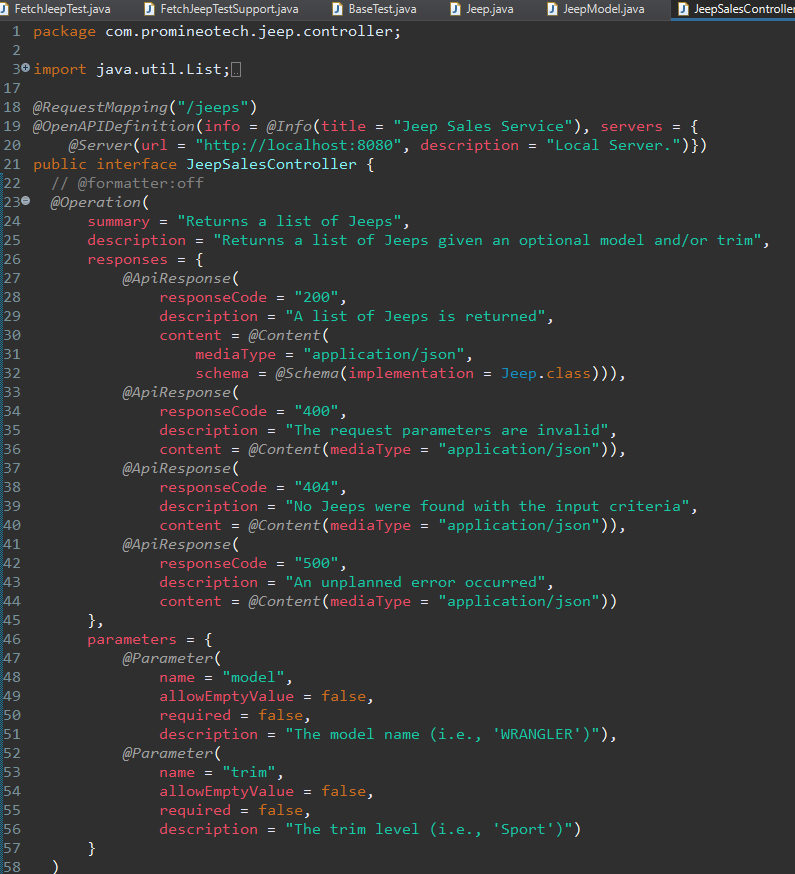 FetchJeepTest.java FetchJeepTestSupport.java BaseTest.java Jeep.java JeepModel.java JeepSalesController
1 package com.promineotech.jeep.controller;
2
3 import java.util.List;
17
18 @RequestMapping("/jeeps")
19 @OpenAPIDefinition(info = @Info(title = "Jeep Sales Service"), servers = {
20 @Server(url = "http://localhost:8080", description = "Local Server.")})
21 public interface JeepSalesController {
22 // @formatter:off
23 @Operation(
24 summary = "Returns a list of Jeeps",
25 description = "Returns a list of Jeeps given an optional model and/or trim",
26 responses = {
27 @ApiResponse(
28 responseCode = "200",
29 description = "A list of Jeeps is returned",
30 content = @Content(
31 mediaType = "application/json",
32 schema = @Schema(implementation = Jeep.class))),
33 @ApiResponse(
34 responseCode = "400",
35 description = "The request parameters are invalid",
36 content = @Content(mediaType = "application/json")),
37 @ApiResponse(
38 responseCode = "404",
39 description = "No Jeeps were found with the input criteria",
40 content = @Content(mediaType = "application/json")),
41 @ApiResponse(
42 responseCode = "500",
43 description = "An unplanned error occurred",
44 content = @Content(mediaType = "application/json"))
45 },
46 parameters = {
47 @Parameter(
48 name = "model",
49 allowEmptyValue = false,
50 required = false,
51 description = "The model name (i.e., 'WRANGLER')"),
52 @Parameter(
53 name = "trim",
54 allowEmptyValue = false,
55 required = false,
56 description = "The trim level (i.e., 'Sport')")
57 }
58 )